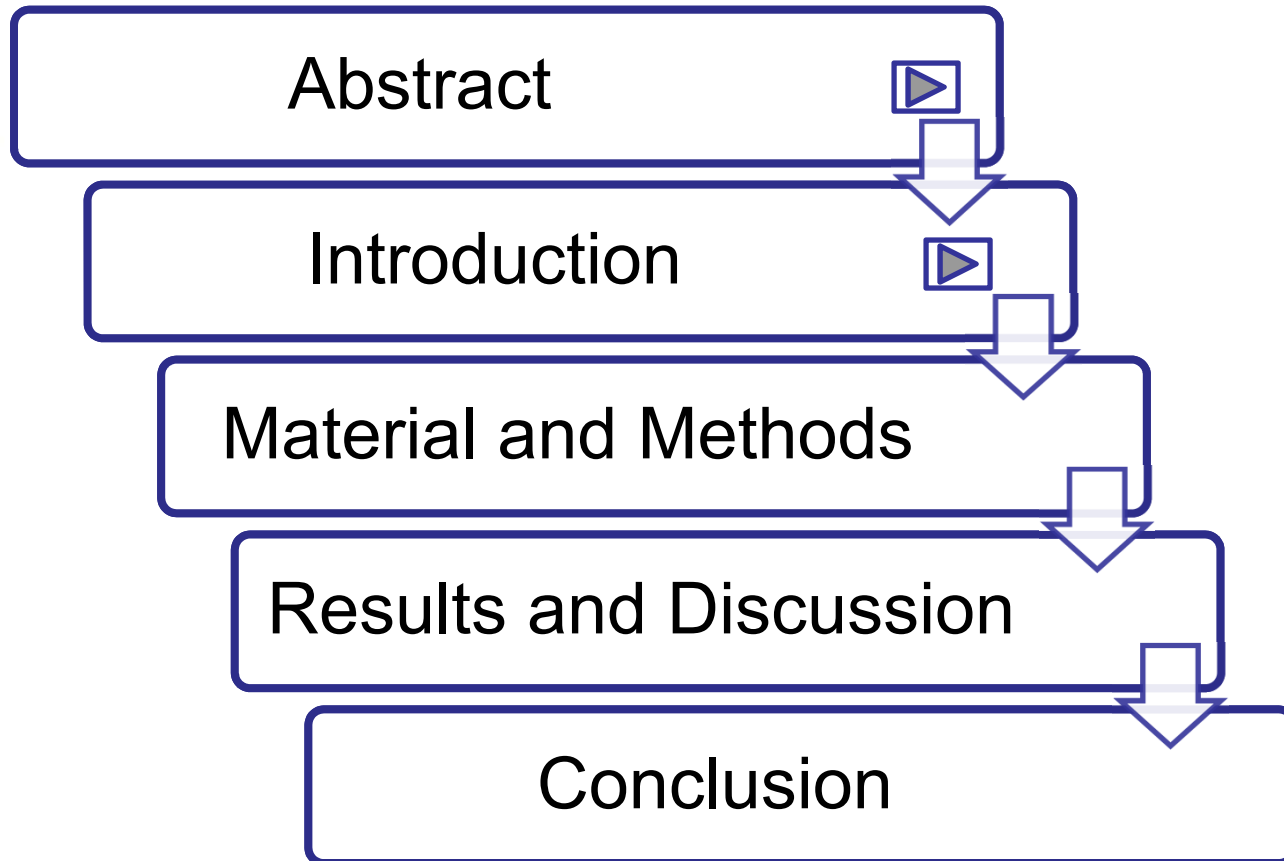 Abstract
Introduction
Material and Methods
Results and Discussion
Conclusion